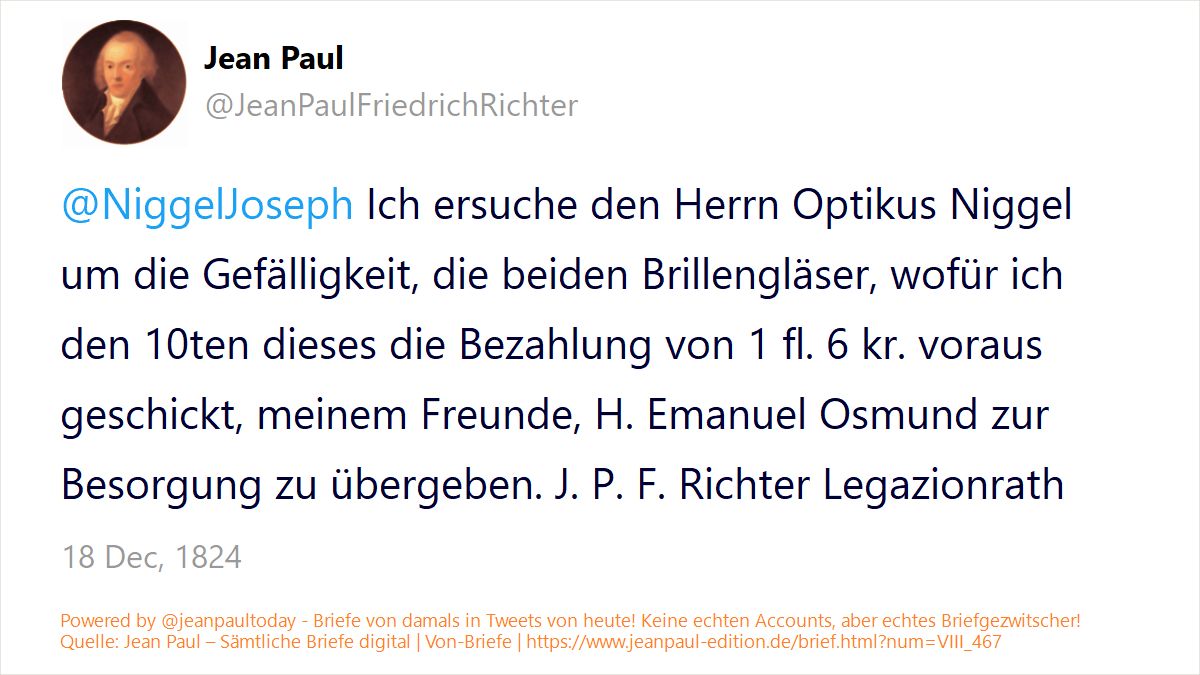 Jean Paul
@JeanPaulFriedrichRichter
@NiggelJoseph Ich ersuche den Herrn Optikus Niggel
um die Gefälligkeit, die beiden Brillengläser, wofür ich
den 10ten dieses die Bezahlung von 1 fl. 6 kr. voraus
geschickt, meinem Freunde, H. Emanuel Osmund zur
Besorgung zu übergeben. J. P. F. Richter Legazionrath
18 Dec, 1824
Powered by @jeanpaultoday - Briefe von damals in Tweets von heute! Keine echten Accounts, aber echtes Briefgezwitscher!
Quelle: Jean Paul – Sämtliche Briefe digital | Von-Briefe | https://www.jeanpaul-edition.de/brief.html?num=VIII_467